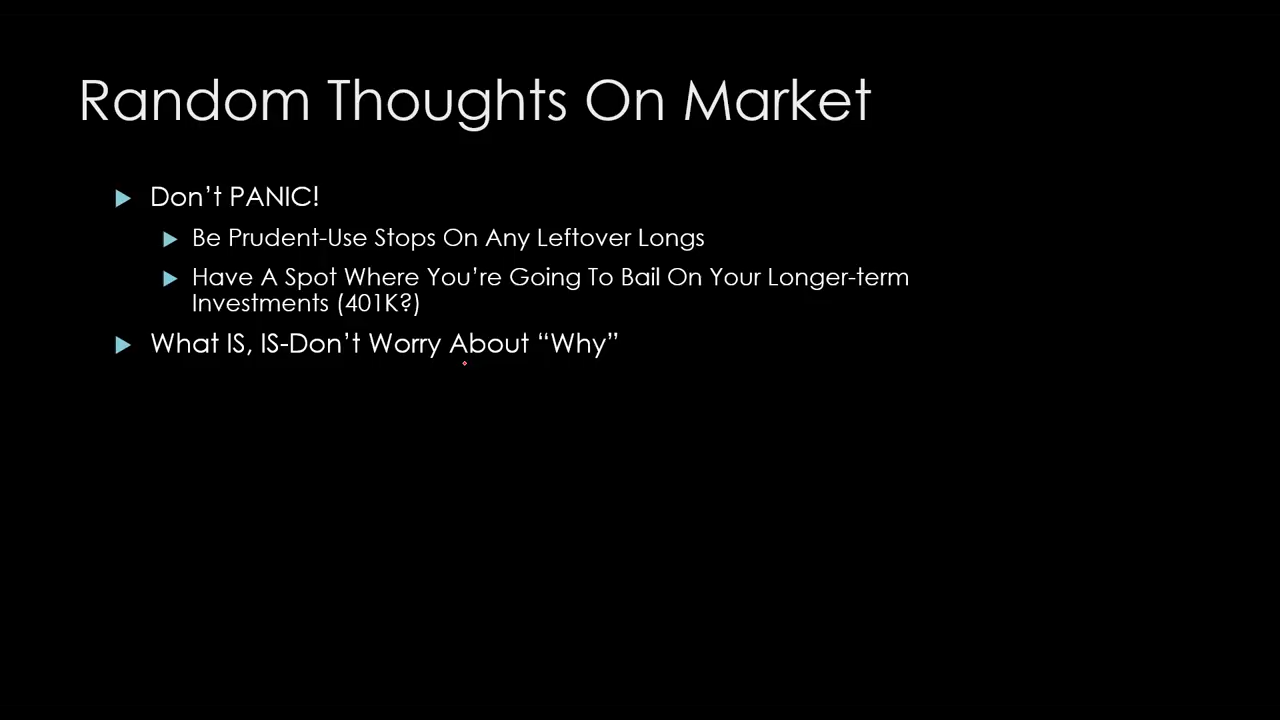 Random Thoughts On Market
Don’t PANIC!
Be Prudent-Use Stops On Any Leftover Longs
Have A Spot Where You’re Going To Bail On Your Longer-term
Investments (401K?)
What IS, IS-Don’t Worry About “Why”